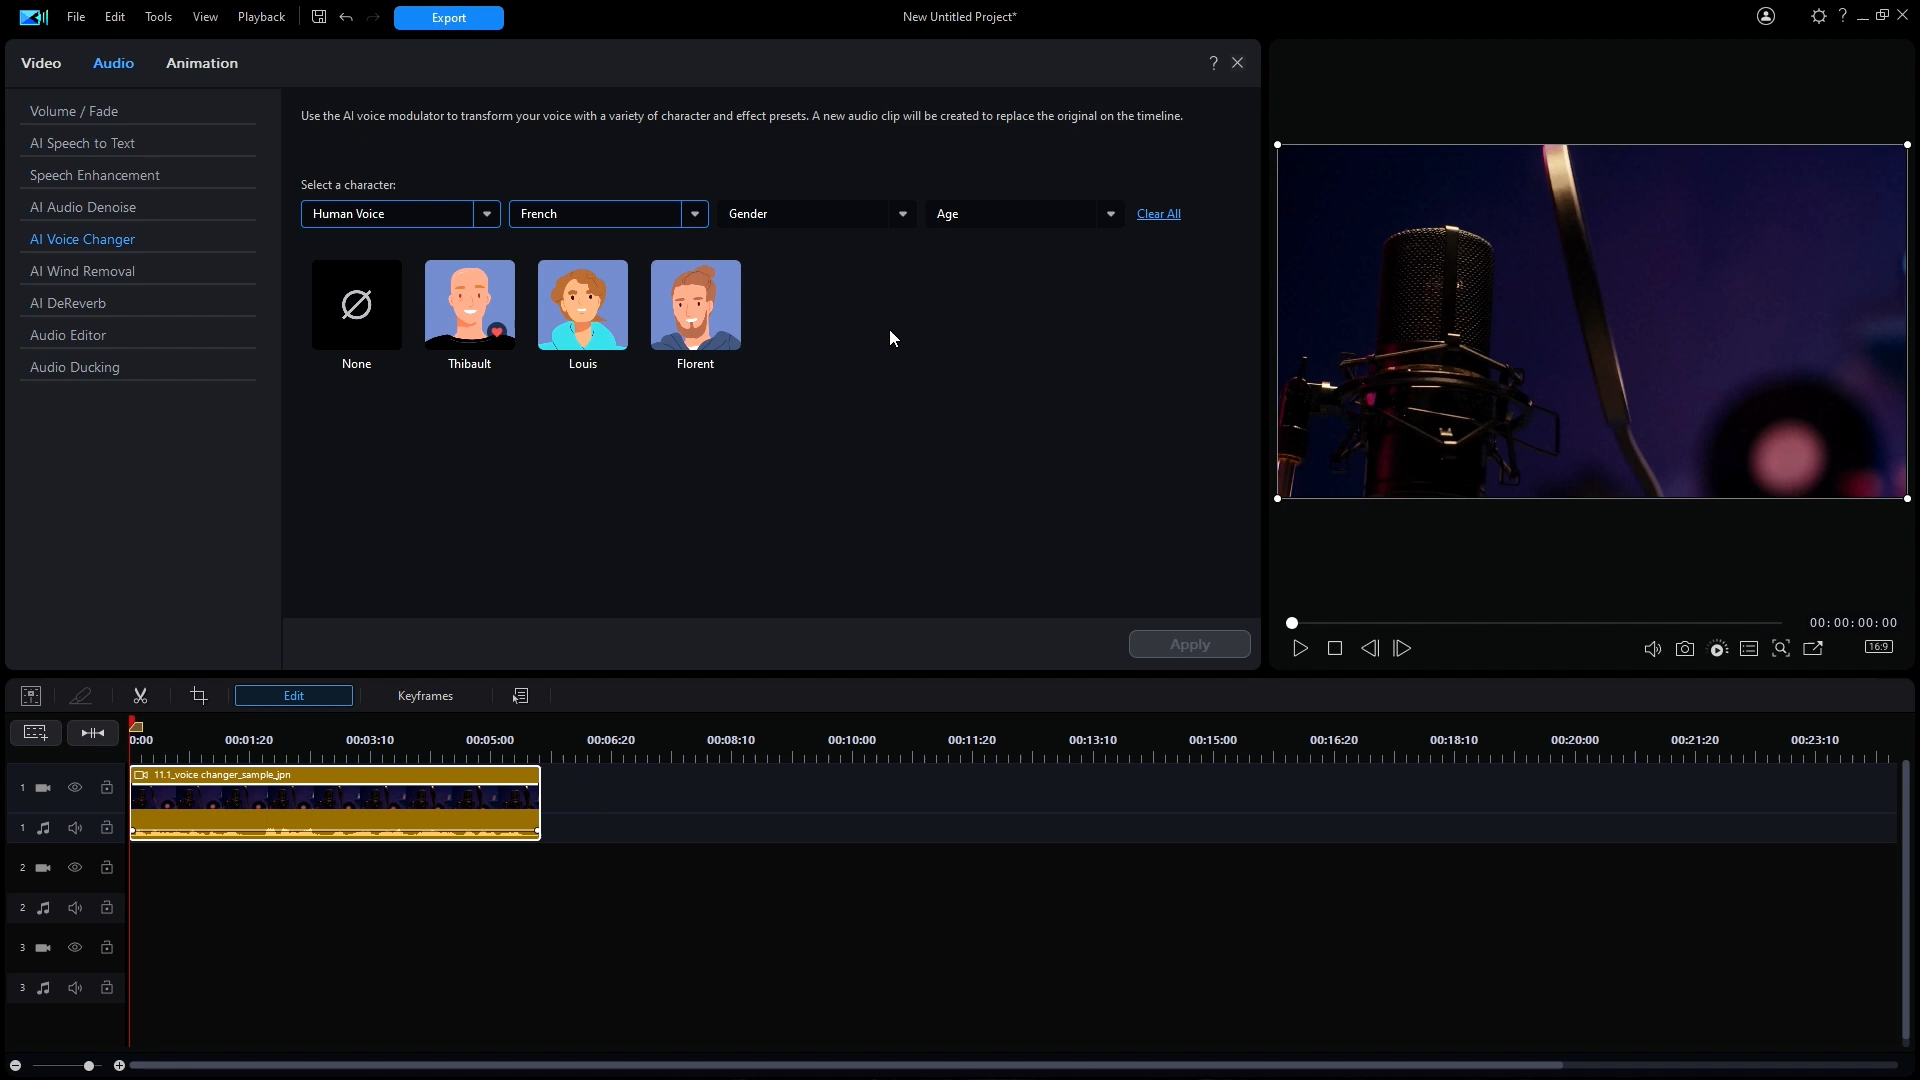 File Edit Tools View Playback Export New Untitled Project* ?
Video Audio Animation ?
Volume / Fade
AI Speech to Text
Speech Enhancement
AI Audio Denoise
AI Voice Changer
AI Wind Removal
AI DeReverb
Audio Editor
Audio Ducking
Use the AI voice modulator to transform your voice with a variety of character and effect presets. A new audio clip will be created to replace the original on the timeline.
Select a character:
Human Voice French Gender Age Clear All
None Thibault Louis Florent
Apply
00:00:00:00
16:9
Edit Keyframes
0:00 00:01:20 00:03:10 00:05:00 00:06:20 00:08:10 00:10:00 00:11:20 00:13:10 00:15:00 00:16:20 00:18:10 00:20:00 00:21:20 00:23:10
11.1_voice changer_sample_jpn
1
1
2
2
3
3